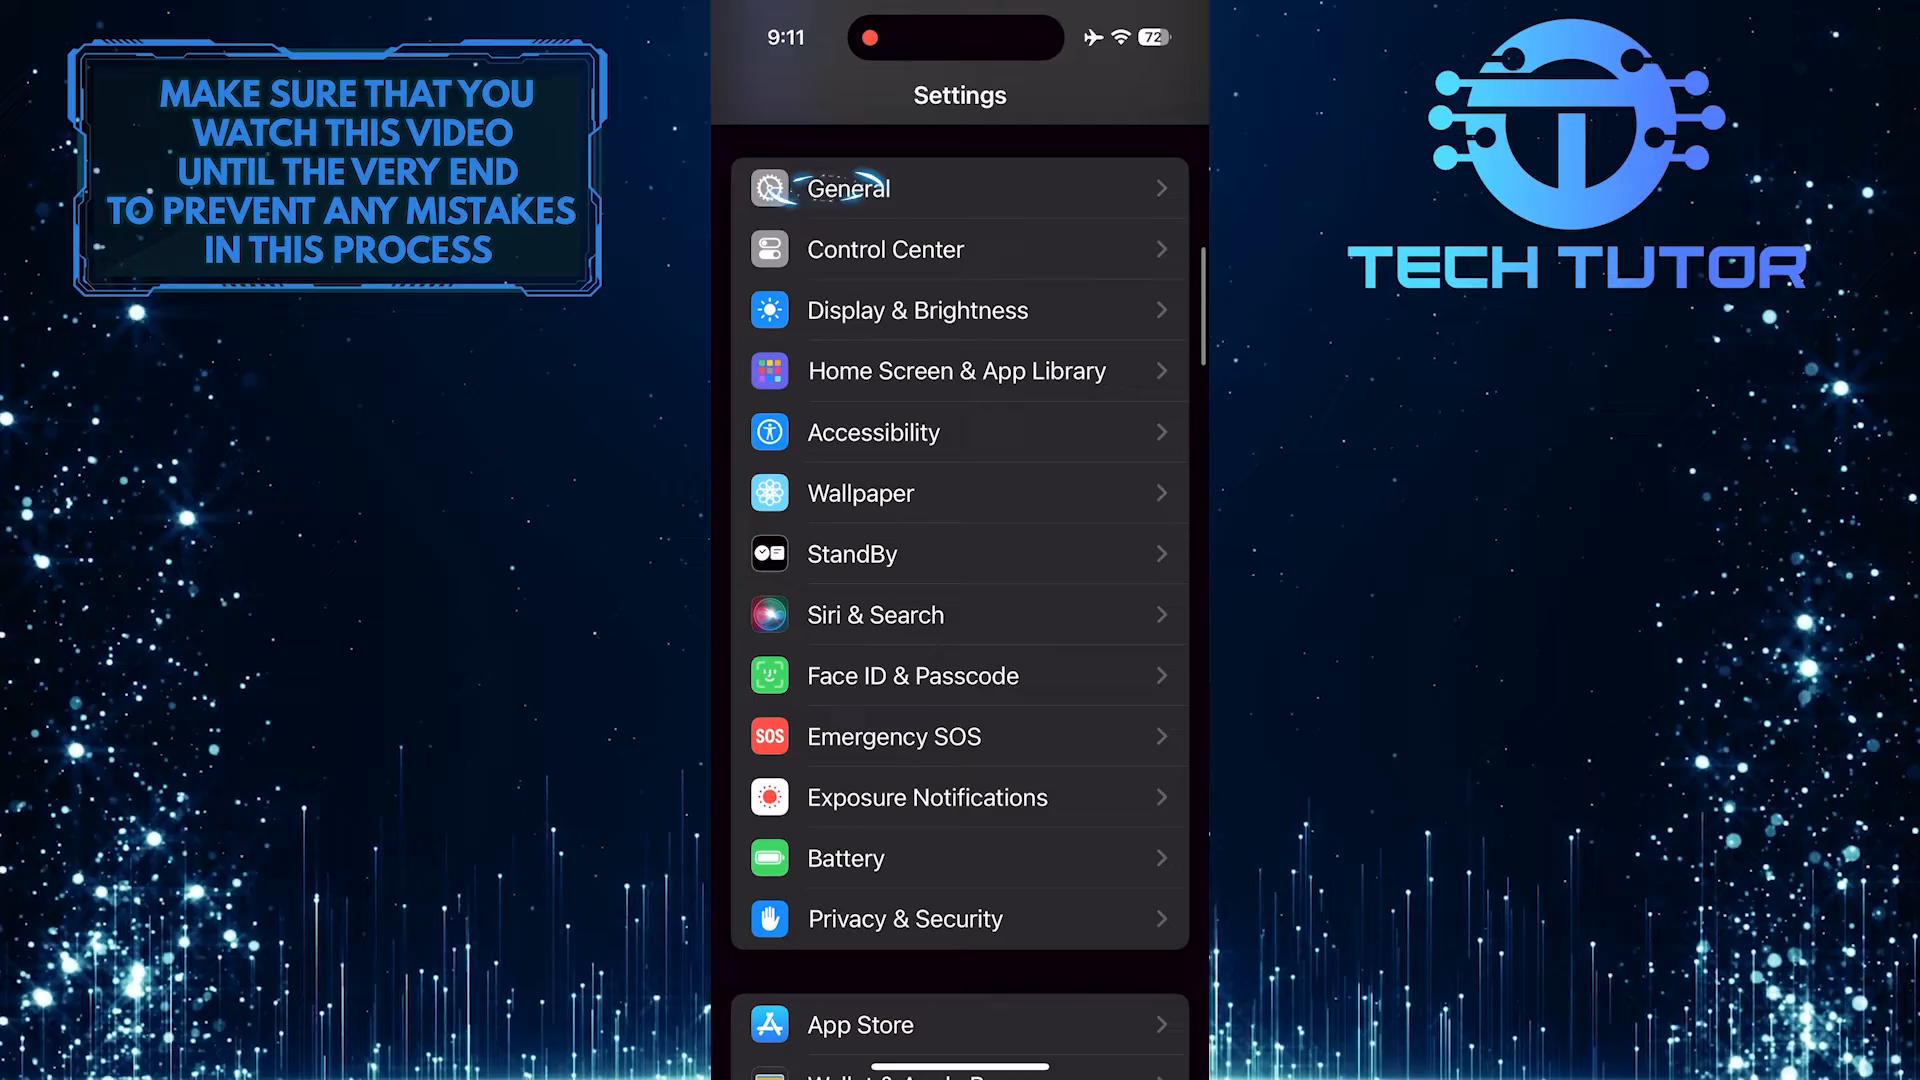 MAKE SURE THAT YOU
WATCH THIS VIDEO
UNTIL THE VERY END
TO PREVENT ANY MISTAKES
IN THIS PROCESS
9:11
72
Settings
General
Control Center
Display & Brightness
Home Screen & App Library
Accessibility
Wallpaper
StandBy
Siri & Search
Face ID & Passcode
SOS
Emergency SOS
Exposure Notifications
Battery
Privacy & Security
App Store
TECH TUTOR